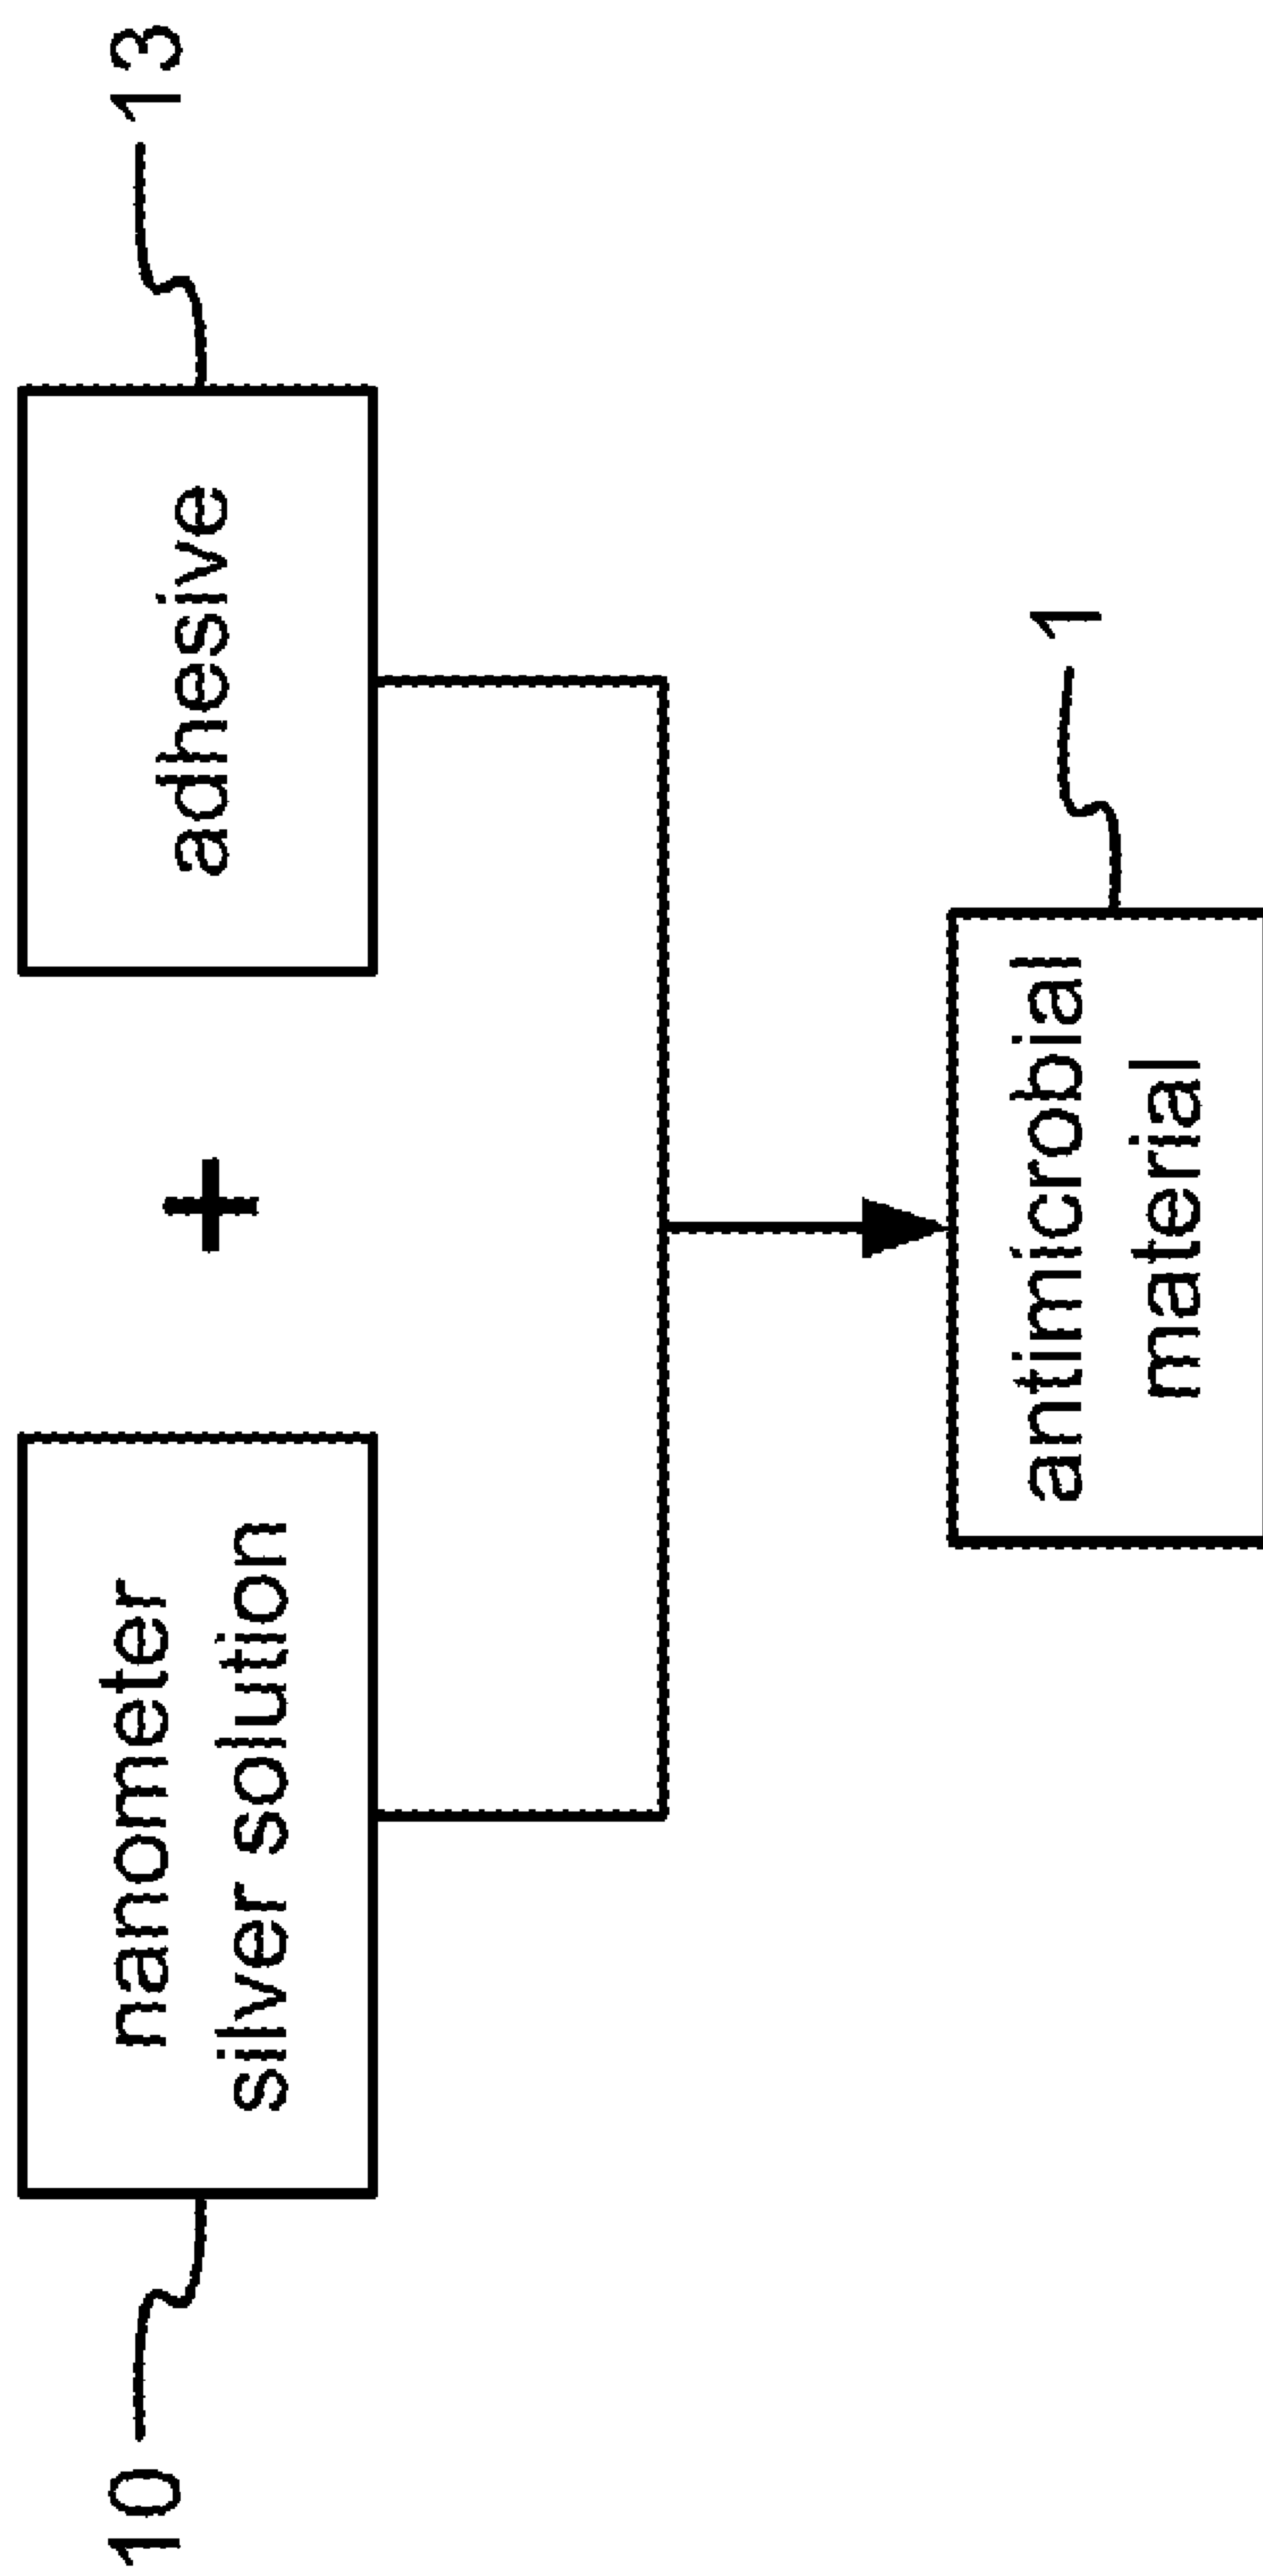 10
nanometer
silver solution
+
adhesive
13
antimicrobial
material
1